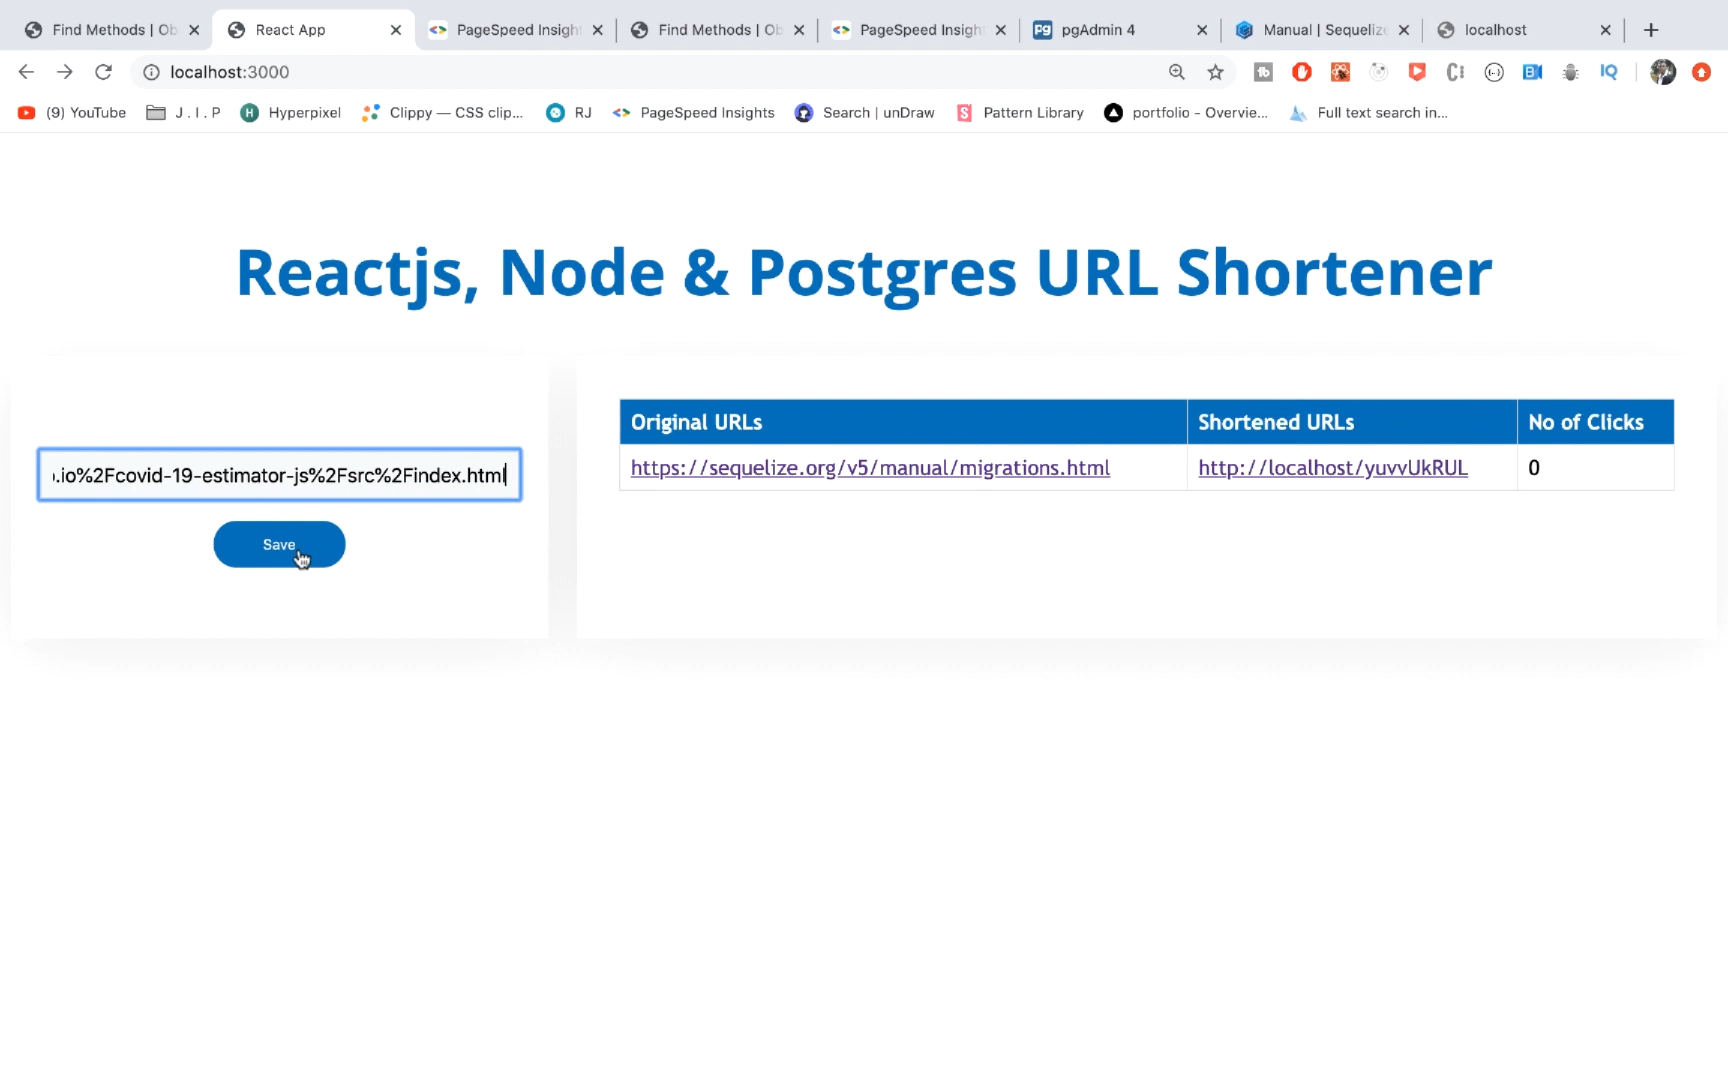 Find Methods | Ob
React App
PageSpeed Insigh
Find Methods | Ob
PageSpeed Insigh
pgAdmin 4
Manual | Sequelize
localhost
localhost:3000
(9) YouTube
J . I . P
Hyperpixel
Clippy — CSS clip...
RJ
PageSpeed Insights
Search | unDraw
Pattern Library
portfolio - Overvie...
Full text search in...
Reactjs, Node & Postgres URL Shortener
.io%2Fcovid-19-estimator-js%2Fsrc%2Findex.html
Save
Original URLs
Shortened URLs
No of Clicks
https://sequelize.org/v5/manual/migrations.html
http://localhost/yuvvUkRUL
0